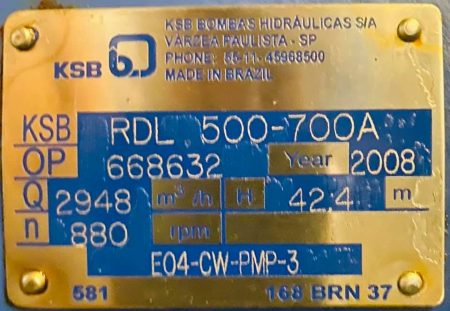 KSB BOMBAS HIDRÁULICAS S/A
VÁRZEA PAULISTA - SP
PHONE: 55-11-45968500
MADE IN BRAZIL
KSB
KSB RDL 500-700A
OP 668632 Year 2008
Q 2948 m³/h H 42.4 m
n 880 rpm
E04-CW-PMP-3
581 168 BRN 37